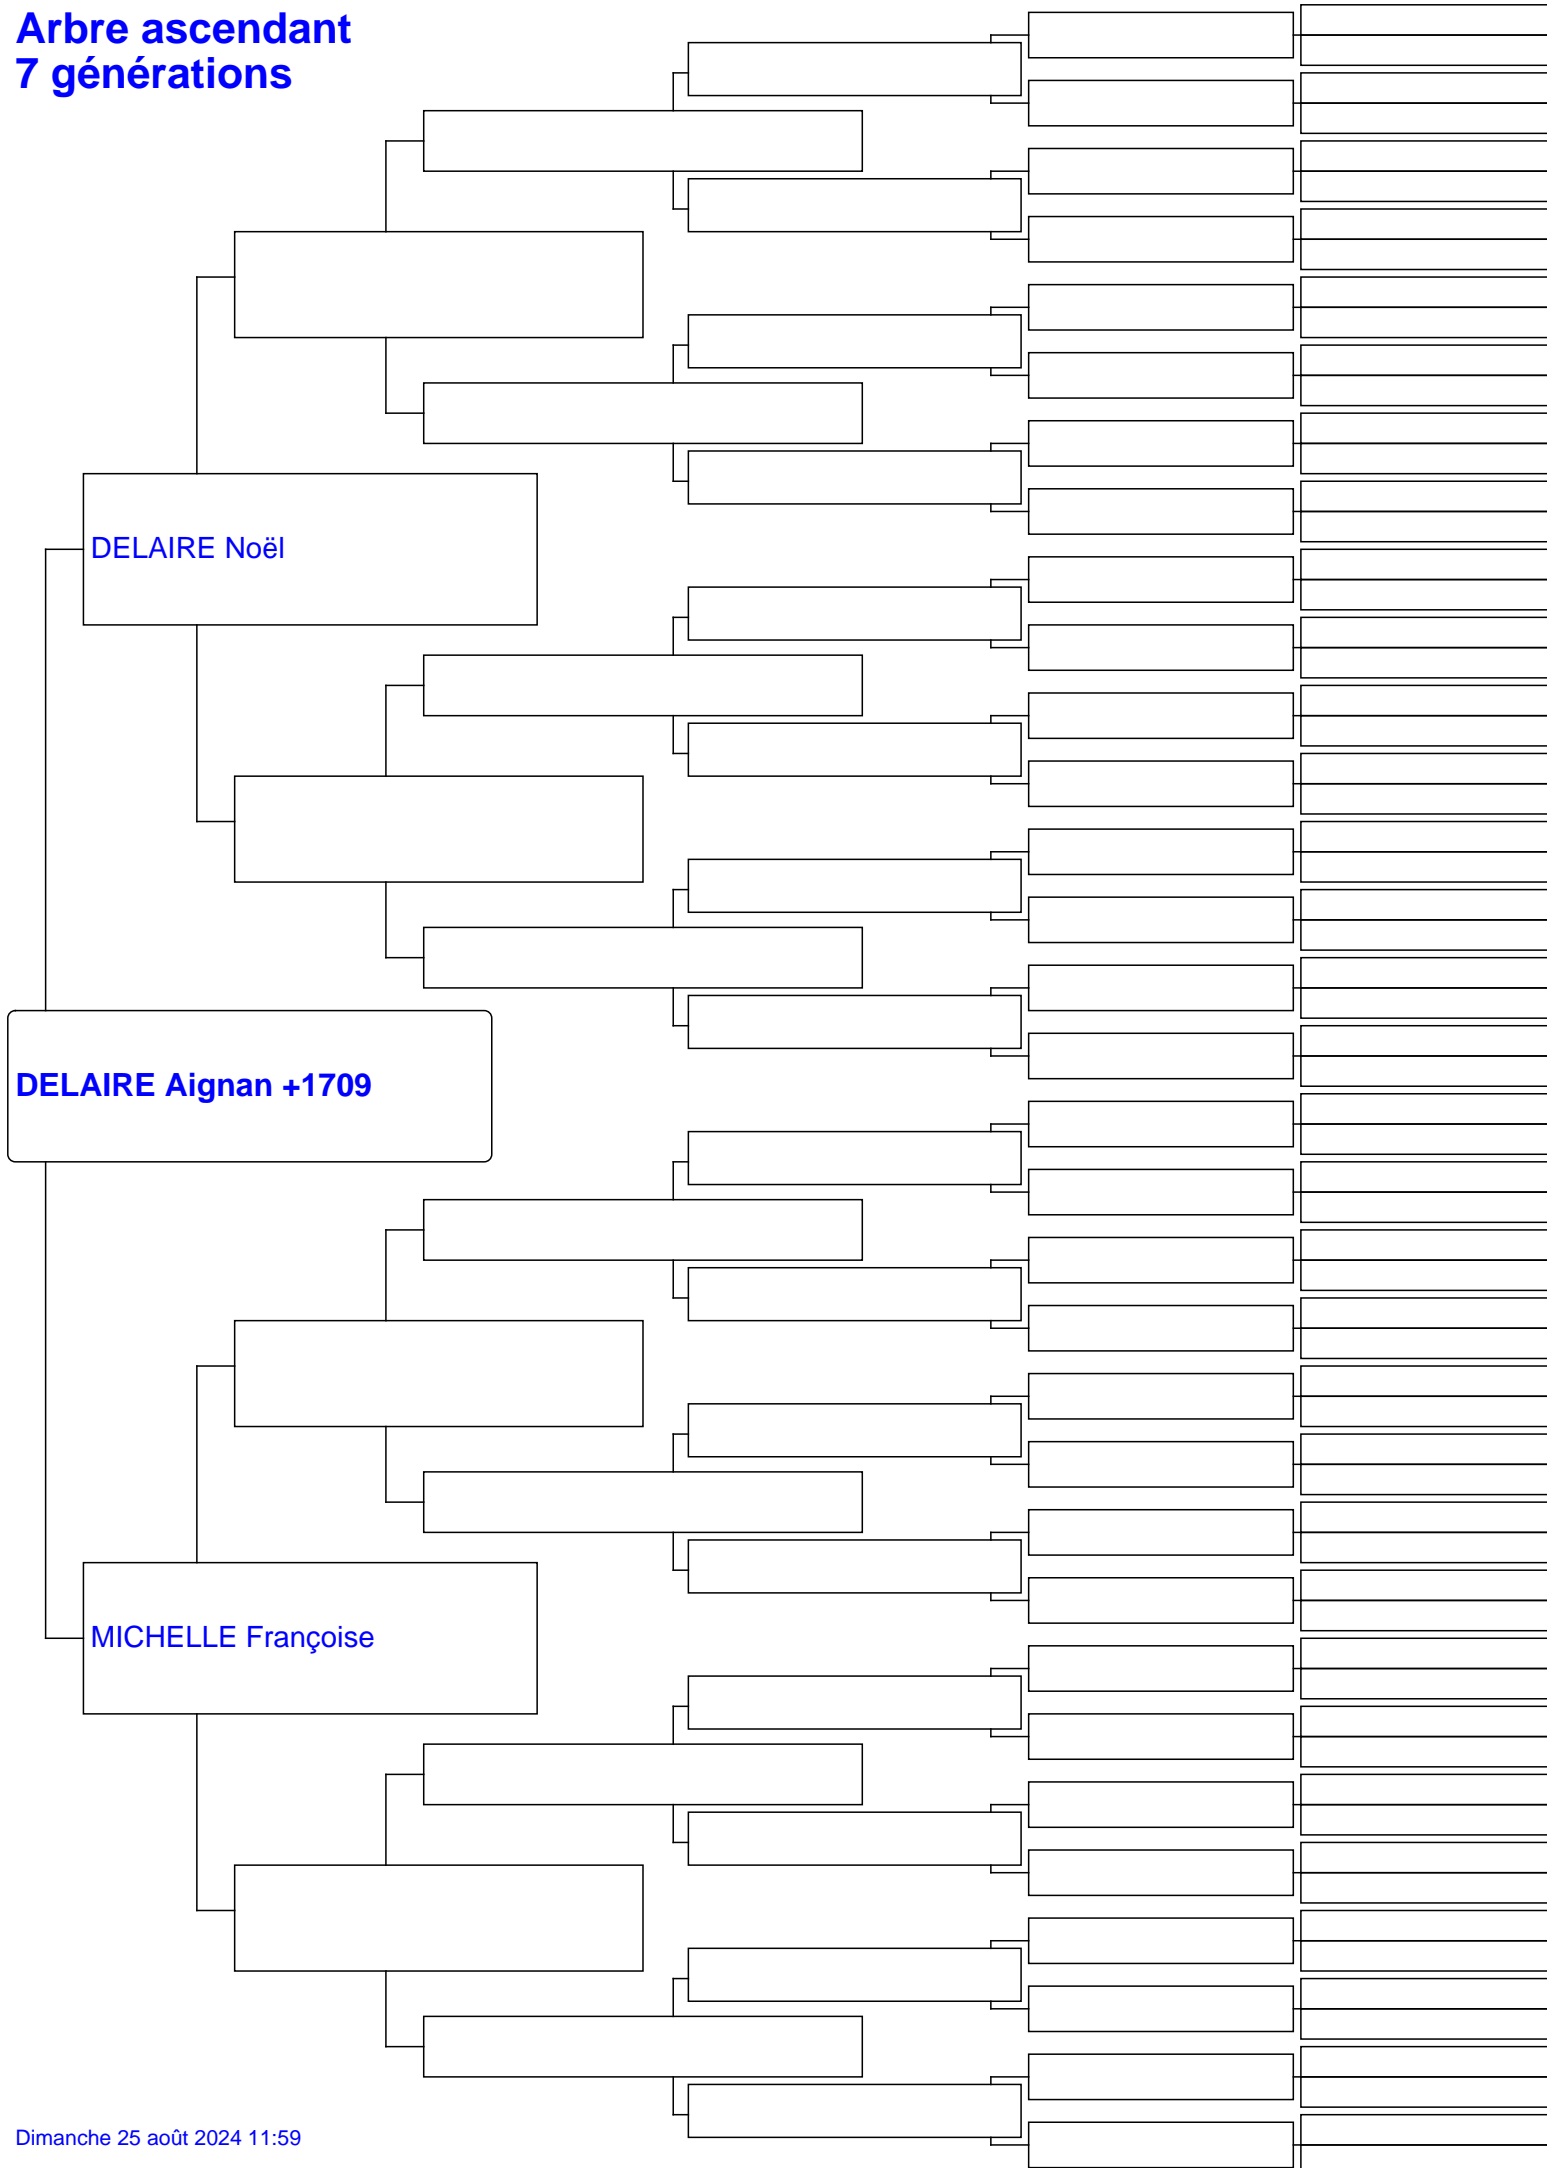 Arbre ascendant
7 générations
DELAIRE Noël
DELAIRE Aignan +1709
MICHELLE Françoise
Dimanche 25 août 2024 11:59